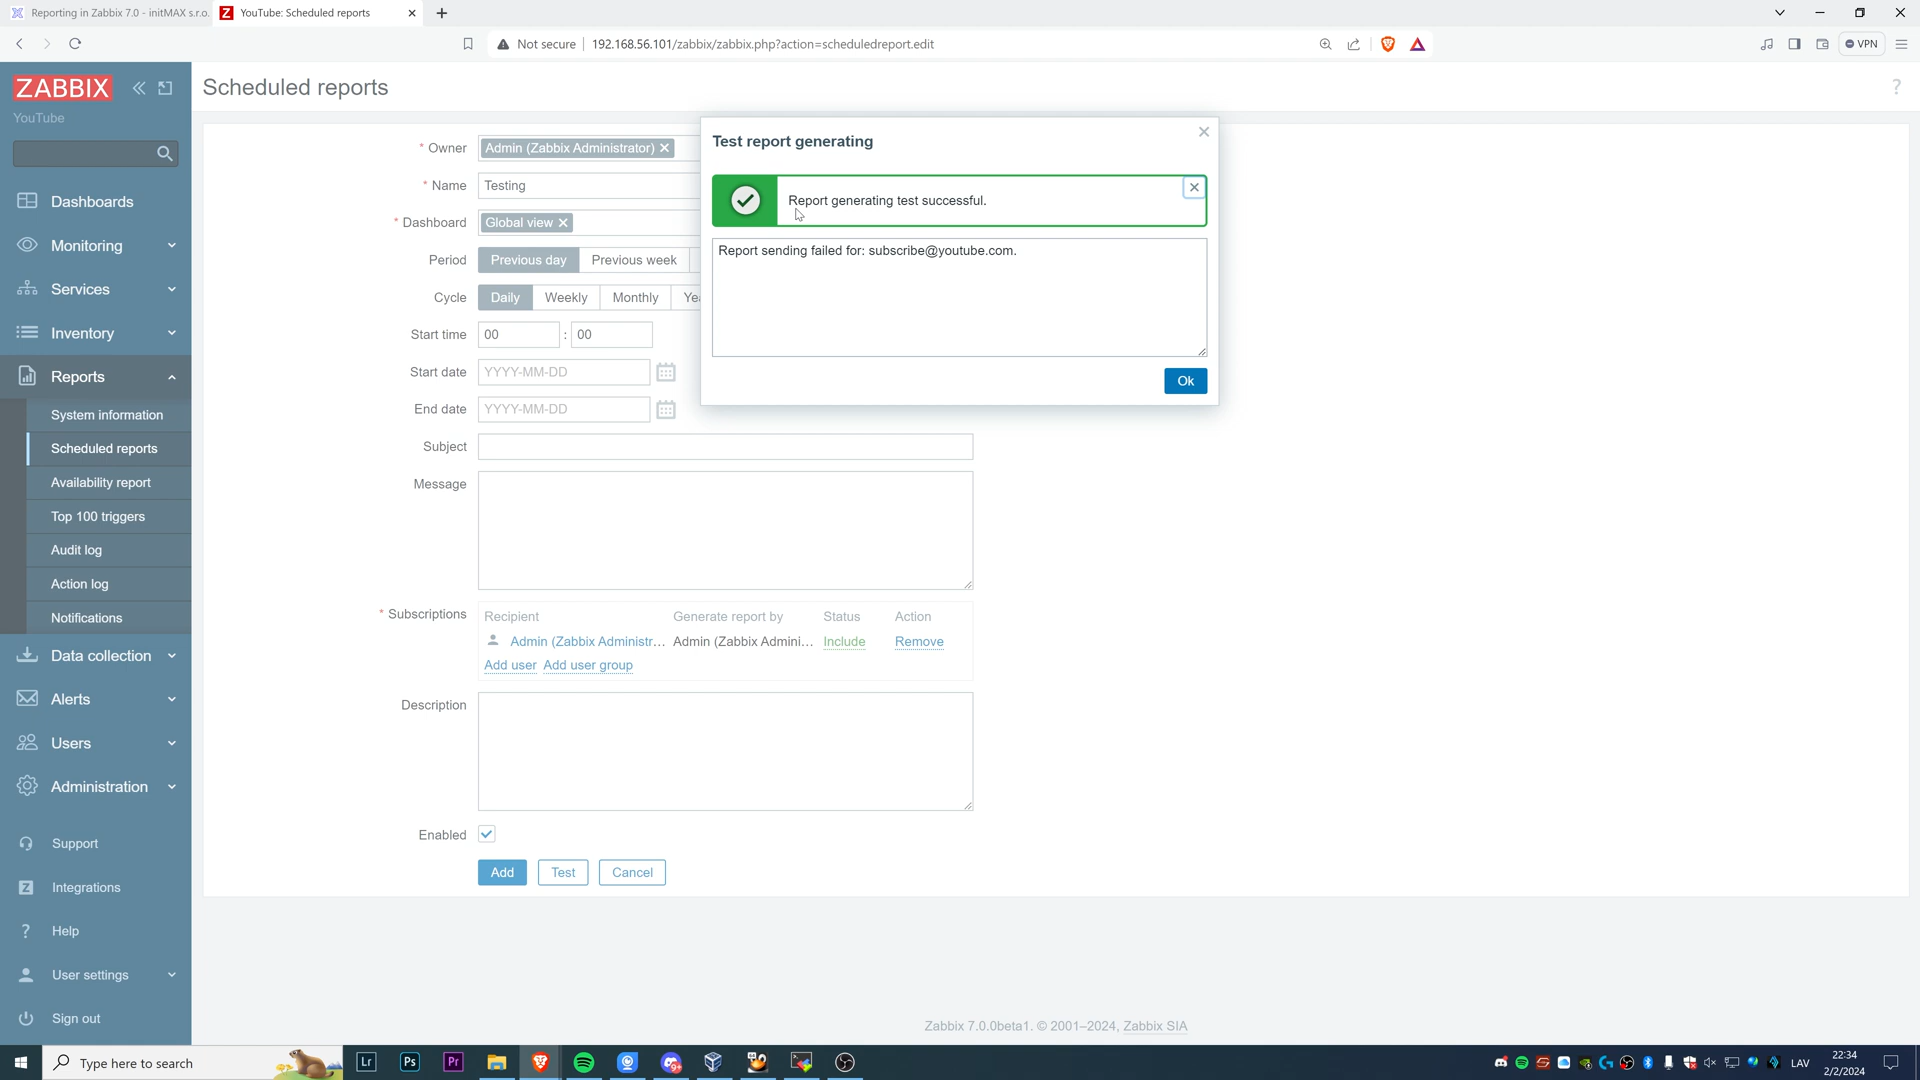 Reporting in Zabbix 7.0 - initMAX s.r.o.
YouTube: Scheduled reports
Not secure
192.168.56.101/zabbix/zabbix.php?action=scheduledreport.edit
VPN
ZABBIX
YouTube
Dashboards
Monitoring
Services
Inventory
Reports
System information
Scheduled reports
Availability report
Top 100 triggers
Audit log
Action log
Notifications
Data collection
Alerts
Users
Administration
Support
Integrations
Help
User settings
Sign out
Scheduled reports
?
* Owner
Admin (Zabbix Administrator)
* Name
Testing
* Dashboard
Global view
Period
Previous day
Previous week
Cycle
Daily
Weekly
Monthly
Yea
Start time
00 : 00
Start date
YYYY-MM-DD
End date
YYYY-MM-DD
Subject
Message
* Subscriptions
Recipient Generate report by Status Action
Admin (Zabbix Administr... Admin (Zabbix Admini... Include Remove
Add user Add user group
Description
Enabled
Add
Test
Cancel
Test report generating
Report generating test successful.
Report sending failed for: subscribe@youtube.com.
Ok
Zabbix 7.0.0beta1. © 2001–2024, Zabbix SIA
Type here to search
Lr
Ps
Pr
LAV
22:34
2/2/2024